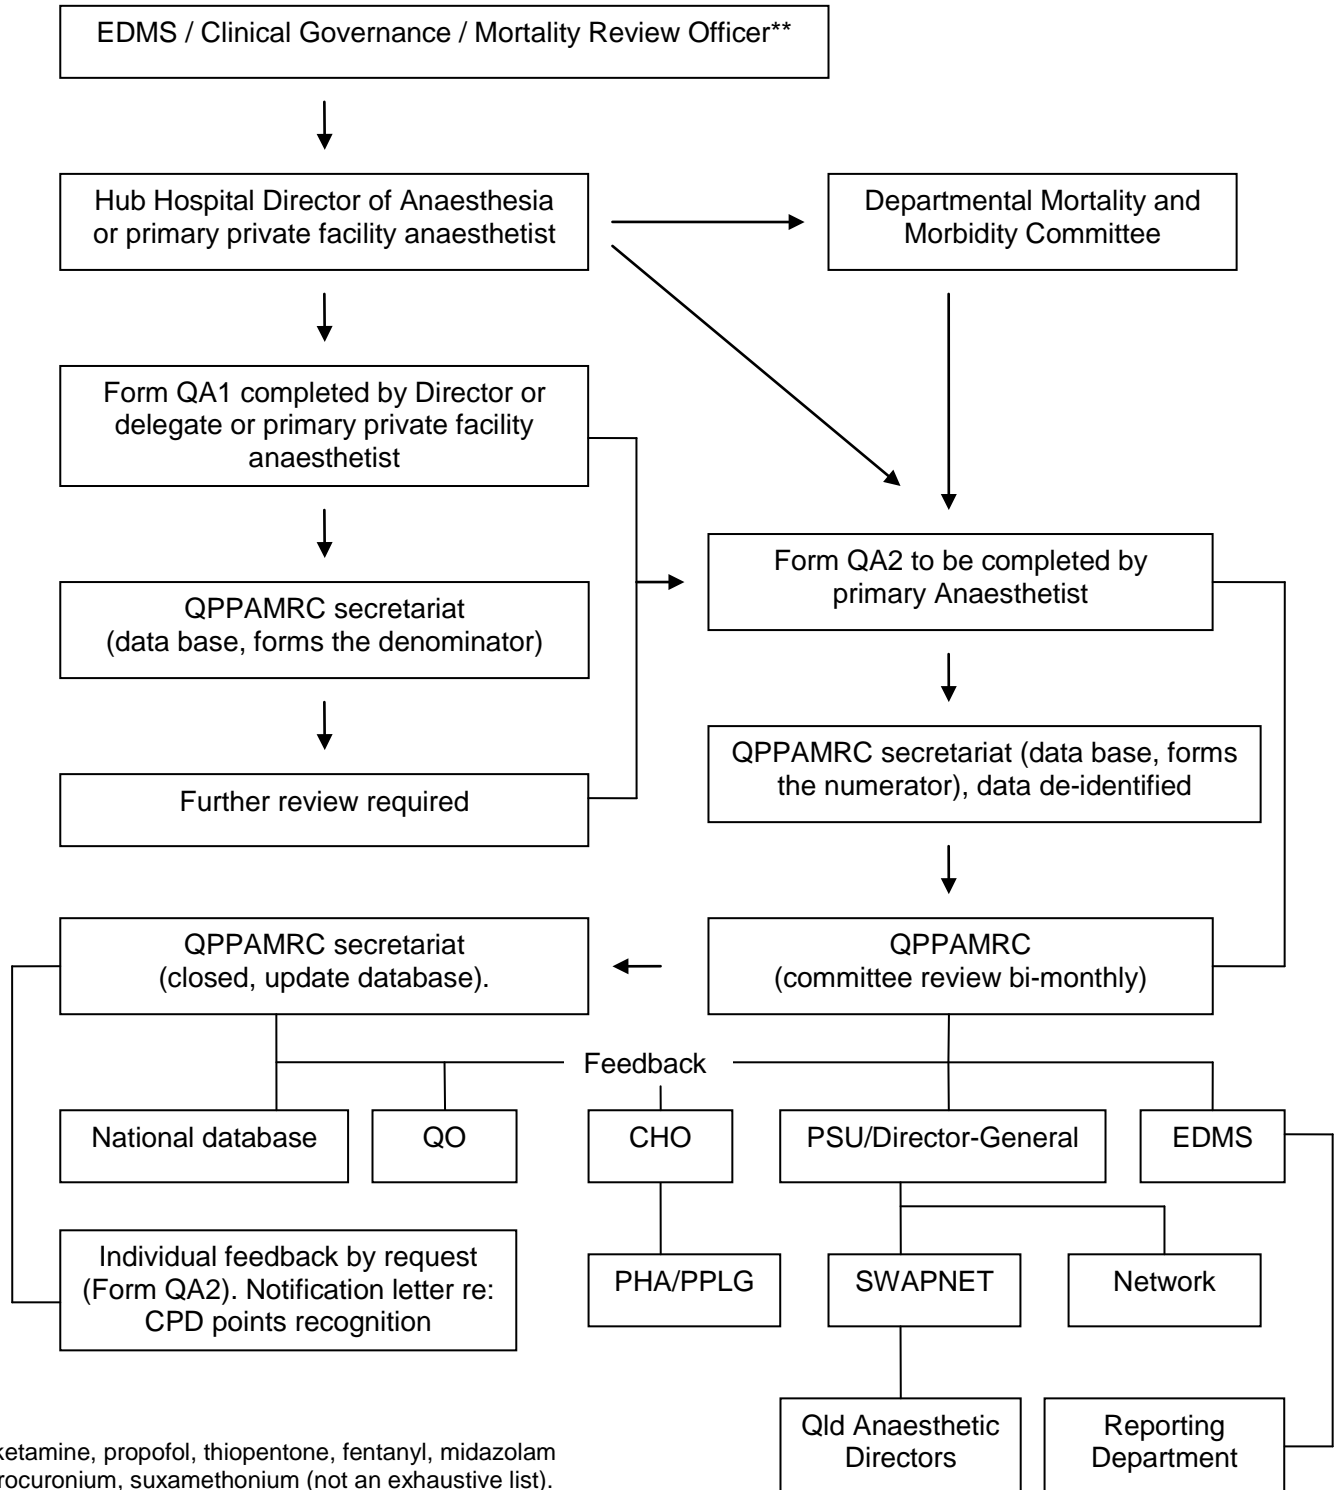 EDMS / Clinical Governance / Mortality Review Officer**
Hub Hospital Director of Anaesthesia
or primary private facility anaesthetist
Departmental Mortality and
Morbidity Committee
Form QA1 completed by Director or
delegate or primary private facility
anaesthetist
Form QA2 to be completed by
primary Anaesthetist
QPPAMRC secretariat
(data base, forms the denominator)
QPPAMRC secretariat (data base, forms
the numerator), data de-identified
Further review required
QPPAMRC secretariat
(closed, update database).
QPPAMRC
(committee review bi-monthly)
Feedback
National database
QO
CHO
PSU/Director-General
EDMS
Individual feedback by request
(Form QA2). Notification letter re:
CPD points recognition
PHA/PPLG
SWAPNET
Network
Qld Anaesthetic
Directors
Reporting
Department
ketamine, propofol, thiopentone, fentanyl, midazolam
rocuronium, suxamethonium (not an exhaustive list).